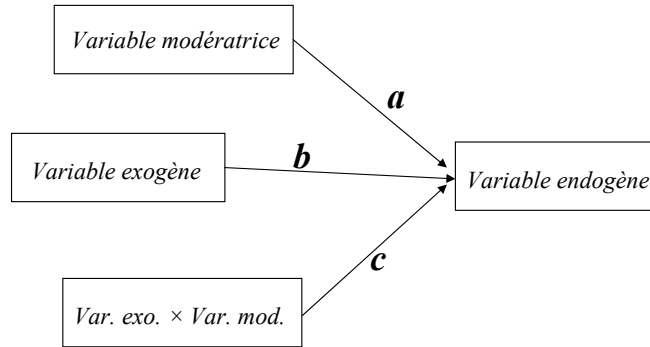 Variable modératrice
a
Variable exogène
b
Variable endogène
c
Var. exo. × Var. mod.